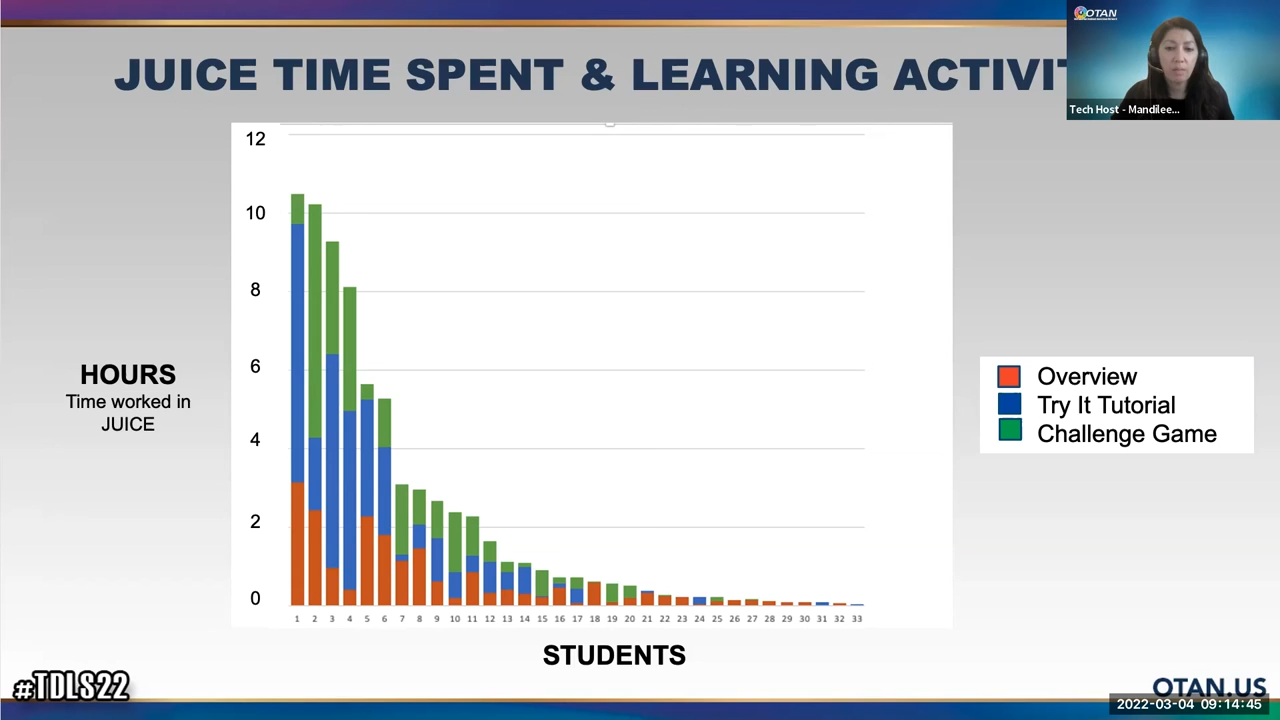 JUICE TIME SPENT & LEARNING ACTIVIT
OTAN
Tech Host - Mandilee...
12
10
8
6
4
2
0
HOURS
Time worked in
JUICE
Overview
Try It Tutorial
Challenge Game
1 2 3 4 5 6 7 8 9 10 11 12 13 14 15 16 17 18 19 20 21 22 23 24 25 26 27 28 29 30 31 32 33
STUDENTS
#TDLS22
OTAN.US
2022-03-04 09:14:45